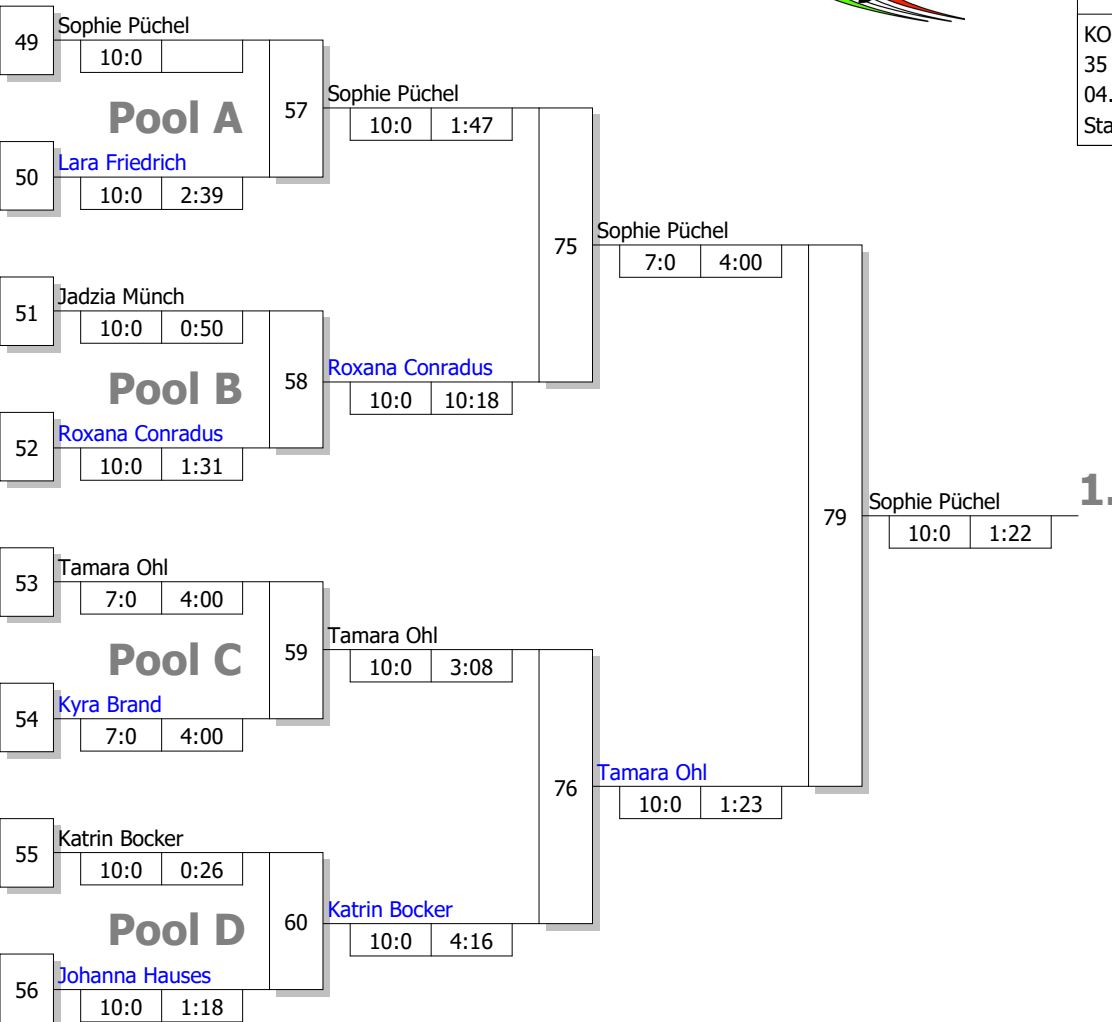 KO
35
04.
Sta
49
Sophie Püchel
10:0
Pool A
57
Sophie Püchel
10:0 1:47
50
Lara Friedrich
10:0 2:39
75
Sophie Püchel
7:0 4:00
51
Jadzia Münch
10:0 0:50
Pool B
58
Roxana Conradus
10:0 10:18
52
Roxana Conradus
10:0 1:31
79
Sophie Püchel
10:0 1:22
1.
53
Tamara Ohl
7:0 4:00
Pool C
59
Tamara Ohl
10:0 3:08
54
Kyra Brand
7:0 4:00
76
Tamara Ohl
10:0 1:23
55
Katrin Bocker
10:0 0:26
Pool D
60
Katrin Bocker
10:0 4:16
56
Johanna Hauses
10:0 1:18